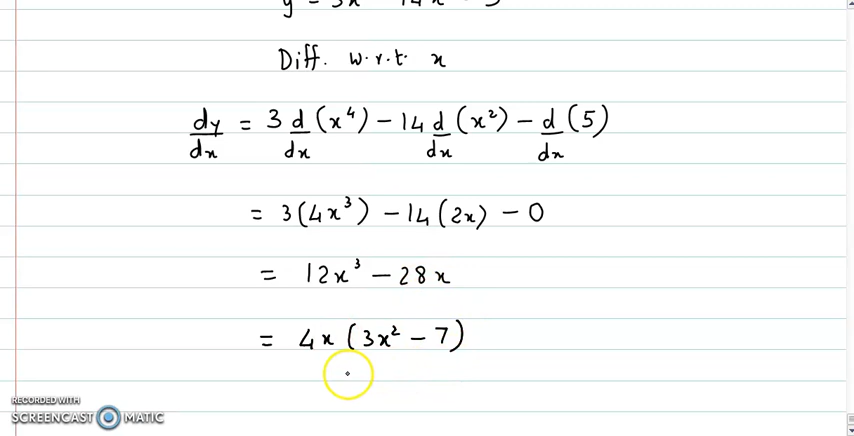 Diff. w.r.t. x
dy/dx = 3 d/dx (x⁴) − 14 d/dx (x²) − d/dx (5)
= 3(4x³) − 14(2x) − 0
= 12x³ − 28x
= 4x(3x² − 7)
RECORDED WITH
SCREENCAST MATIC